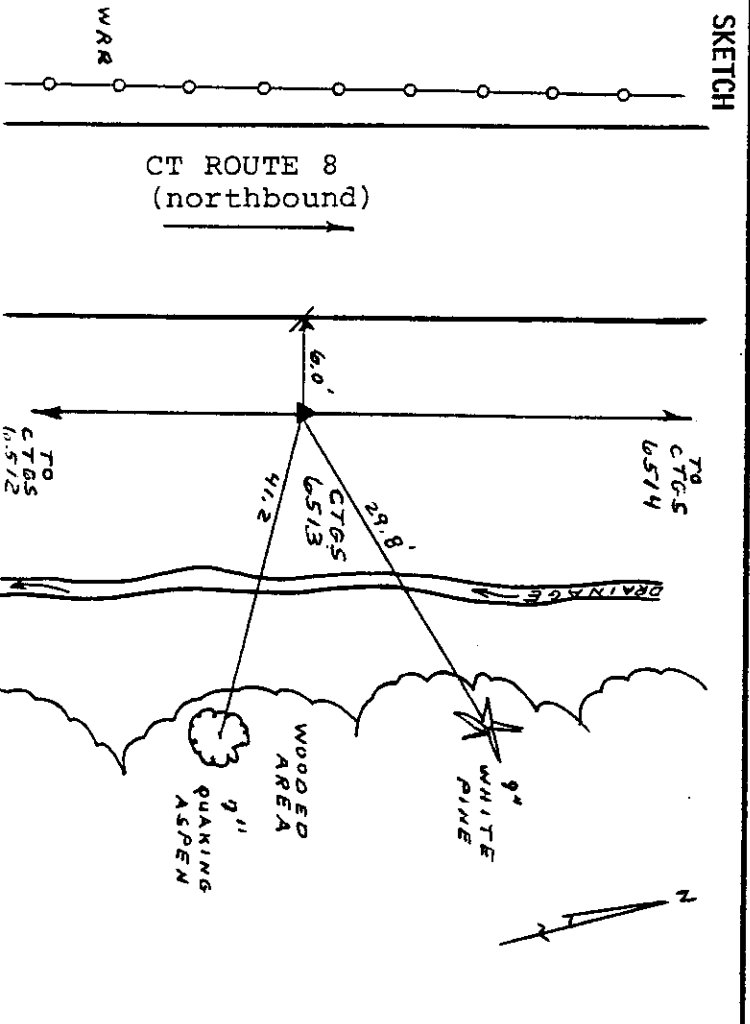 SKETCH
WRR
CT ROUTE 8
(northbound)
6.0'
TO
CTGS
6512
TO
CTGS
6514
CTGS
6513
41.2
29.8'
DRAINAGE
WOODED
AREA
9"
WHITE
PINE
7"
QUAKING
ASPEN
N